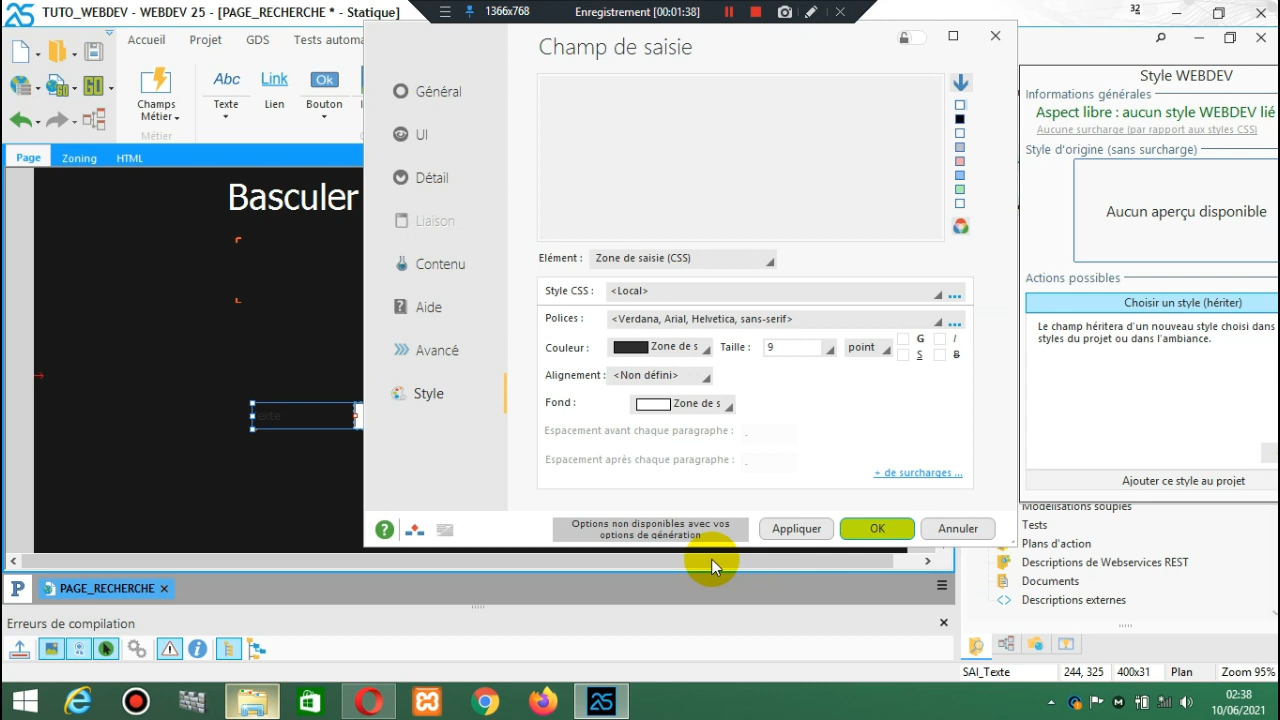 TUTO_WEBDEV - WEBDEV 25 - [PAGE_RECHERCHE * - Statique]
1366x768
Enregistrement [00:01:38]
Accueil
Projet
GDS
Tests automa
Champs
Métier
Abc
Texte
Link
Lien
Ok
Bouton
Métier
Page
Zoning
HTML
Basculer
Texte
Champ de saisie
Général
UI
Détail
Liaison
Contenu
Aide
Avancé
Style
Elément :
Zone de saisie (CSS)
Style CSS :
<Local>
Polices :
<Verdana, Arial, Helvetica, sans-serif>
Couleur :
Zone de s
Taille :
9
point
G
I
S
B
Alignement :
<Non défini>
Fond :
Zone de s
Espacement avant chaque paragraphe :
Espacement après chaque paragraphe :
+ de surcharges ...
Options non disponibles avec vos
options de génération
Appliquer
OK
Annuler
Style WEBDEV
Informations générales
Aspect libre : aucun style WEBDEV lié
Aucune surcharge (par rapport aux styles CSS)
Style d'origine (sans surcharge)
Aucun aperçu disponible
Actions possibles
Choisir un style (hériter)
Le champ héritera d'un nouveau style choisi dans
styles du projet ou dans l'ambiance.
Ajouter ce style au projet
Modélisations souples
Tests
Plans d'action
Descriptions de Webservices REST
Documents
Descriptions externes
PAGE_RECHERCHE
Erreurs de compilation
SAI_Texte
244, 325
400x31
Plan
Zoom 95%
02:38
10/06/2021